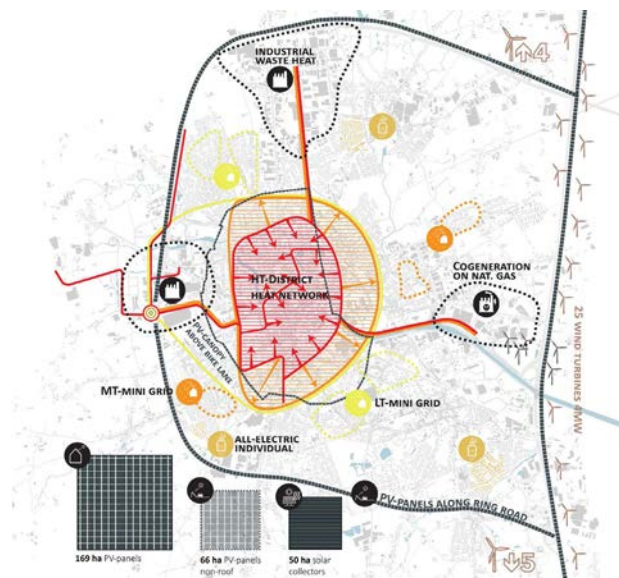 INDUSTRIAL
WASTE HEAT
4
COGENERATION
ON NAT. GAS
HT-DISTRICT
HEAT NETWORK
25 WIND TURBINES 4MW
PV-CANOPY
ABOVE BIKE LANE
MT-MINI GRID
LT-MINI GRID
ALL-ELECTRIC
INDIVIDUAL
PV-PANELS ALONG RING ROAD
5
169 ha PV-panels
66 ha PV-panels
non-roof
50 ha solar
collectors